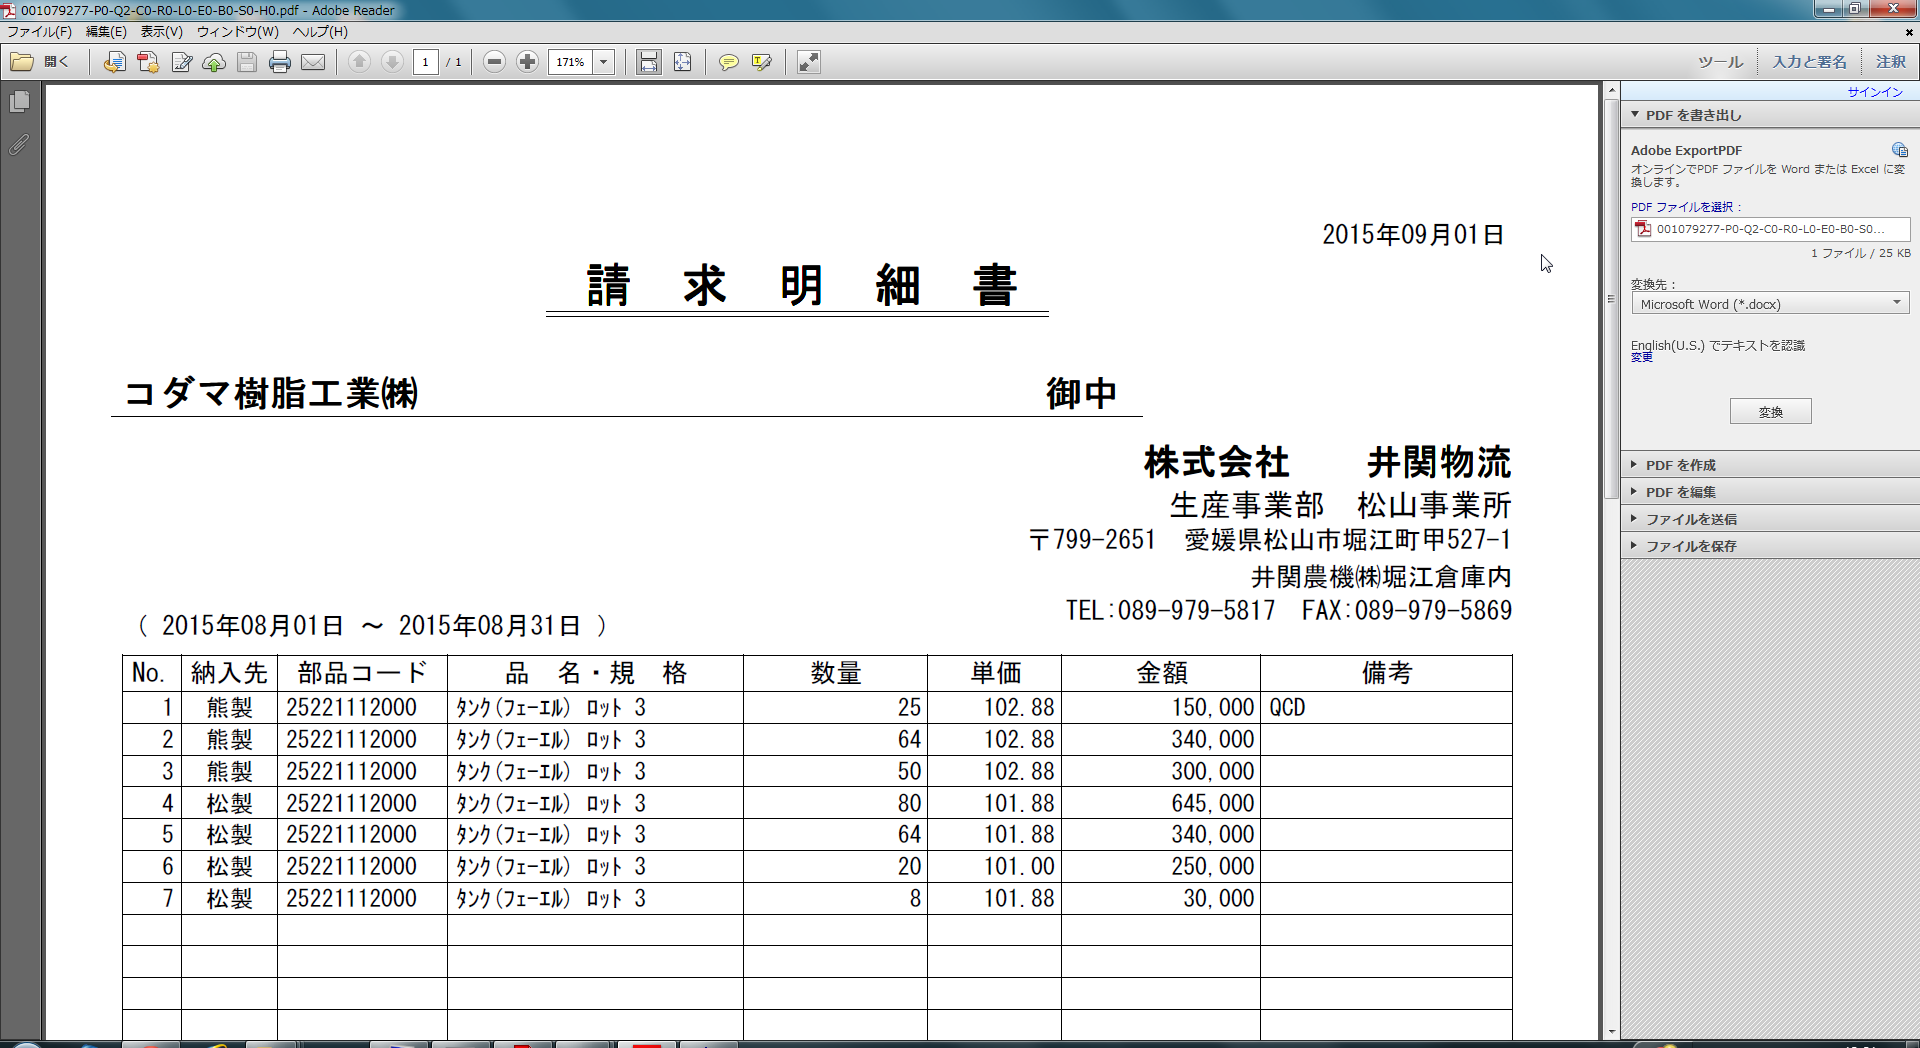 001079277-P0-Q2-C0-R0-L0-E0-B0-S0-H0.pdf - Adobe Reader
ファイル(F) 編集(E) 表示(V) ウィンドウ(W) ヘルプ(H)
開く 1 / 1 171% ツール 入力と署名 注釈
サインイン
PDF を書き出し
Adobe ExportPDF
オンラインでPDF ファイルを Word または Excel に変
換します。
PDF ファイルを選択 :
001079277-P0-Q2-C0-R0-L0-E0-B0-S0...
1 ファイル / 25 KB
変換先 :
Microsoft Word (*.docx)
English(U.S.) でテキストを認識
変更
変換
PDF を作成
PDF を編集
ファイルを送信
ファイルを保存
2015年09月01日
請 求 明 細 書
コダマ樹脂工業㈱ 御中
株式会社 井関物流
生産事業部 松山事業所
〒799-2651 愛媛県松山市堀江町甲527-1
井関農機㈱堀江倉庫内
TEL:089-979-5817 FAX:089-979-5869
( 2015年08月01日 ～ 2015年08月31日 )
No. 納入先 部品コード 品 名・規 格 数量 単価 金額 備考
1 熊製 25221112000 ﾀﾝｸ(ﾌｪｰｴﾙ) ﾛｯﾄ 3 25 102.88 150,000 QCD
2 熊製 25221112000 ﾀﾝｸ(ﾌｪｰｴﾙ) ﾛｯﾄ 3 64 102.88 340,000
3 熊製 25221112000 ﾀﾝｸ(ﾌｪｰｴﾙ) ﾛｯﾄ 3 50 102.88 300,000
4 松製 25221112000 ﾀﾝｸ(ﾌｪｰｴﾙ) ﾛｯﾄ 3 80 101.88 645,000
5 松製 25221112000 ﾀﾝｸ(ﾌｪｰｴﾙ) ﾛｯﾄ 3 64 101.88 340,000
6 松製 25221112000 ﾀﾝｸ(ﾌｪｰｴﾙ) ﾛｯﾄ 3 20 101.00 250,000
7 松製 25221112000 ﾀﾝｸ(ﾌｪｰｴﾙ) ﾛｯﾄ 3 8 101.88 30,000